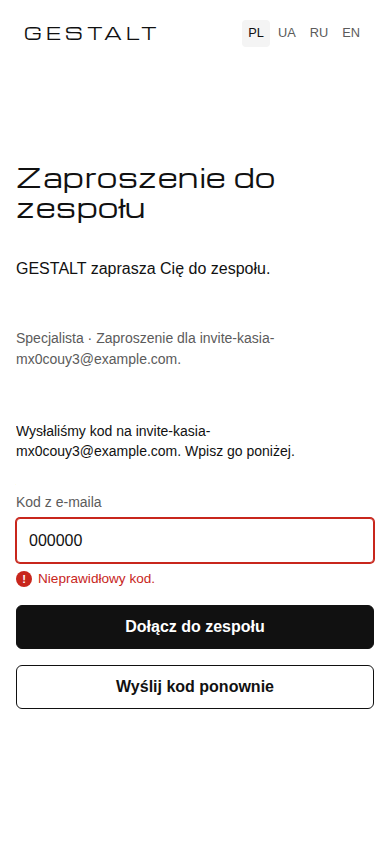 GESTALT
PL UA RU EN
Zaproszenie do
zespołu
GESTALT zaprasza Cię do zespołu.
Specjalista · Zaproszenie dla invite-kasia-
mx0couy3@example.com.
Wysłaliśmy kod na invite-kasia-
mx0couy3@example.com. Wpisz go poniżej.
Kod z e-maila
000000
! Nieprawidłowy kod.
Dołącz do zespołu
Wyślij kod ponownie